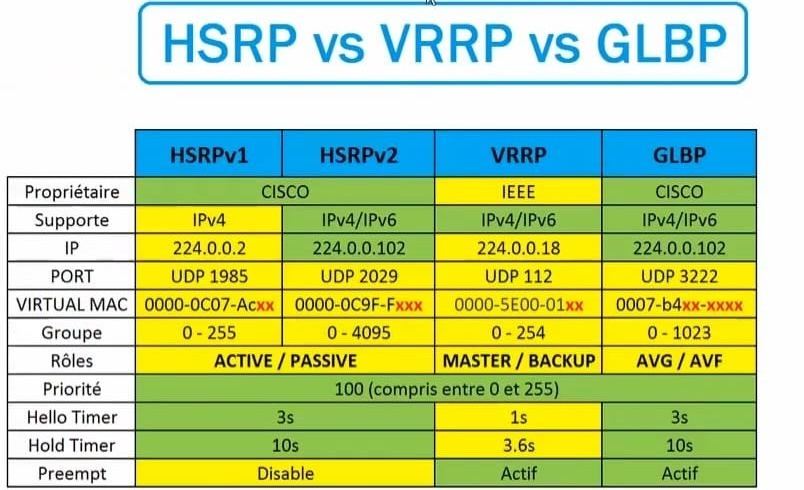 HSRP vs VRRP vs GLBP
HSRPv1 HSRPv2 VRRP GLBP
Propriétaire CISCO IEEE CISCO
Supporte IPv4 IPv4/IPv6 IPv4/IPv6 IPv4/IPv6
IP 224.0.0.2 224.0.0.102 224.0.0.18 224.0.0.102
PORT UDP 1985 UDP 2029 UDP 112 UDP 3222
VIRTUAL MAC 0000-0C07-Acxx 0000-0C9F-Fxxx 0000-5E00-01xx 0007-b4xx-xxxx
Groupe 0 - 255 0 - 4095 0 - 254 0 - 1023
Rôles ACTIVE / PASSIVE MASTER / BACKUP AVG / AVF
Priorité 100 (compris entre 0 et 255)
Hello Timer 3s 1s 3s
Hold Timer 10s 3.6s 10s
Preempt Disable Actif Actif